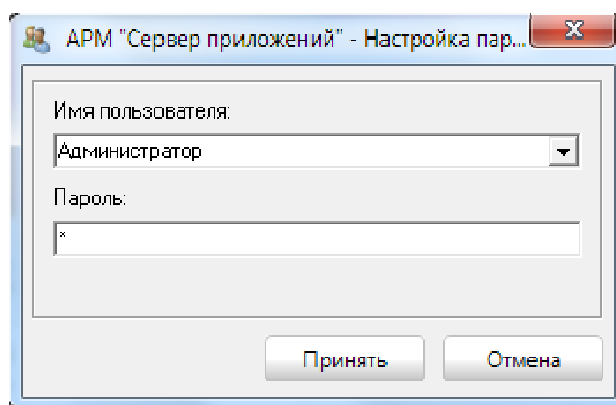 АРМ "Сервер приложений" - Настройка пар...
Имя пользователя:
Администратор
Пароль:
*
Принять
Отмена